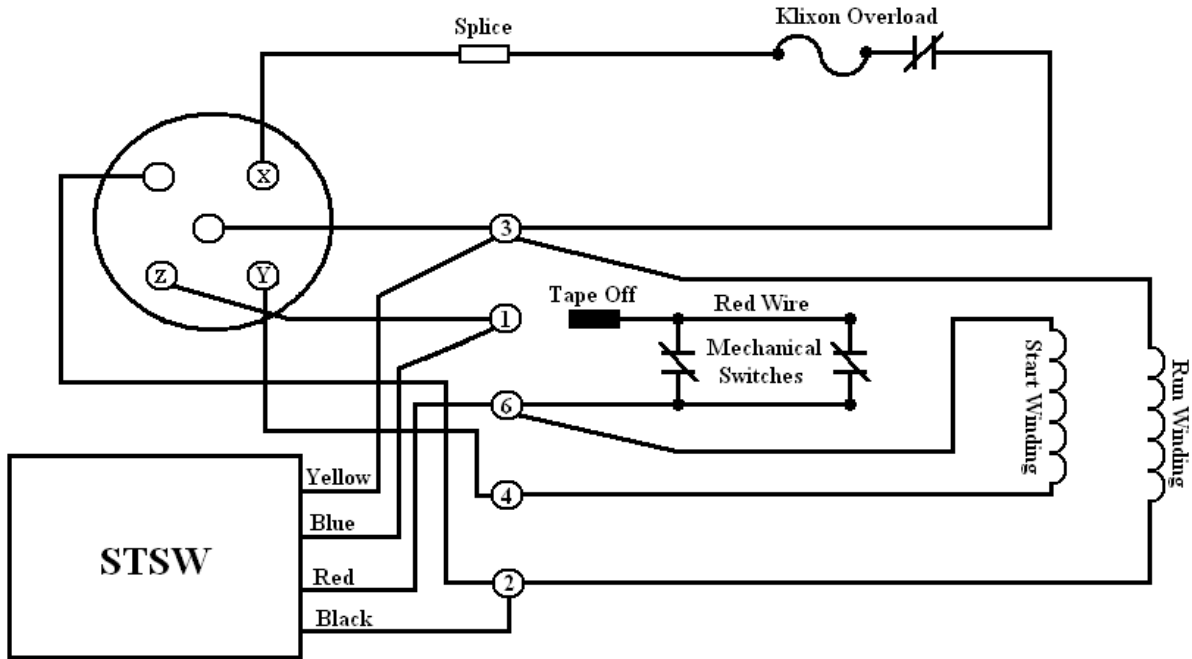 Klixon Overload
Splice
X
3
Z
Y
Tape Off
Red Wire
1
Mechanical
Switches
Start Winding
Run Winding
6
Yellow
4
Blue
STSW
Red
2
Black